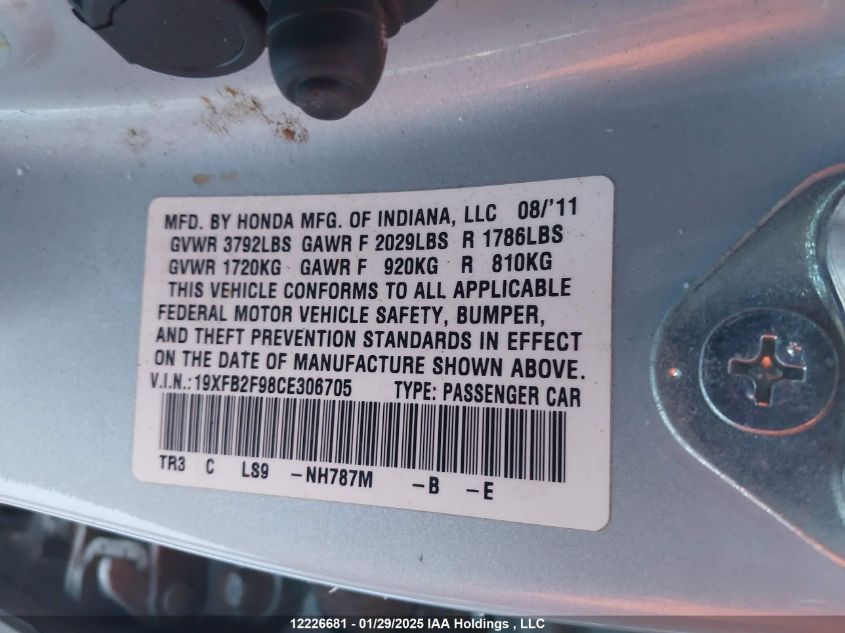 MFD. BY HONDA MFG. OF INDIANA, LLC 08/'11
GVWR 3792LBS GAWR F 2029LBS R 1786LBS
GVWR 1720KG GAWR F 920KG R 810KG
THIS VEHICLE CONFORMS TO ALL APPLICABLE
FEDERAL MOTOR VEHICLE SAFETY, BUMPER,
AND THEFT PREVENTION STANDARDS IN EFFECT
ON THE DATE OF MANUFACTURE SHOWN ABOVE.
V.I.N.:19XFB2F98CE306705 TYPE: PASSENGER CAR
TR3 C LS9 -NH787M -B -E
12226681 - 01/29/2025 IAA Holdings , LLC